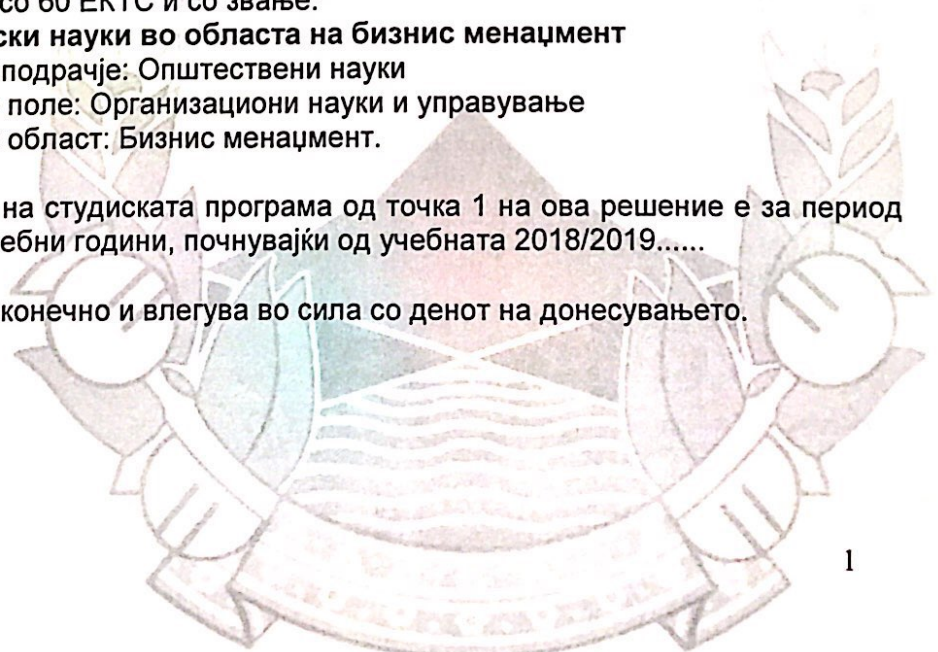 со 60 ЕКТС и со звање:
ски науки во областа на бизнис менаџмент
подрачје: Општествени науки
поле: Организациони науки и управување
област: Бизнис менаџмент.
на студиската програма од точка 1 на ова решение е за период
ебни години, почнувајќи од учебната 2018/2019......
конечно и влегува во сила со денот на донесувањето.
1